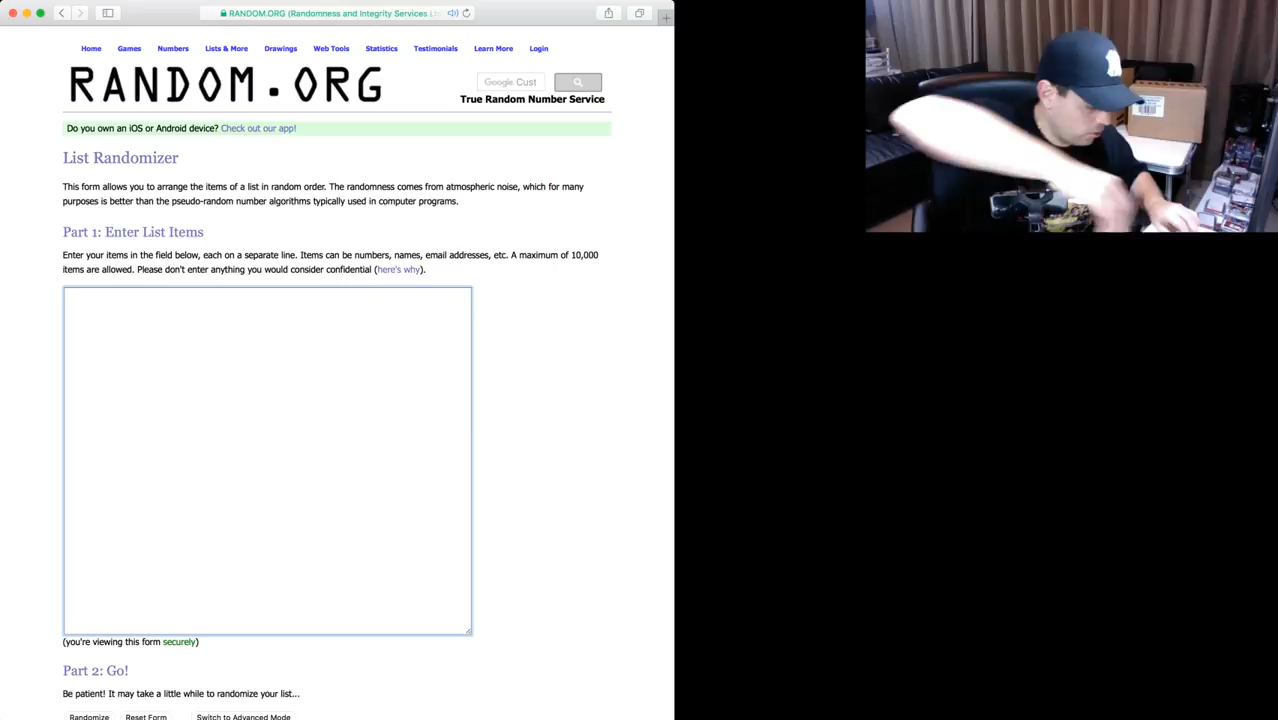 RANDOM.ORG (Randomness and Integrity Services
Home Games Numbers Lists & More Drawings Web Tools Statistics Testimonials Learn More Login
RANDOM.ORG
Google Cust
True Random Number Service
Do you own an iOS or Android device? Check out our app!
List Randomizer
This form allows you to arrange the items of a list in random order. The randomness comes from atmospheric noise, which for many
purposes is better than the pseudo-random number algorithms typically used in computer programs.
Part 1: Enter List Items
Enter your items in the field below, each on a separate line. Items can be numbers, names, email addresses, etc. A maximum of 10,000
items are allowed. Please don't enter anything you would consider confidential (here's why).
(you're viewing this form securely)
Part 2: Go!
Be patient! It may take a little while to randomize your list...
Randomize Reset Form Switch to Advanced Mode